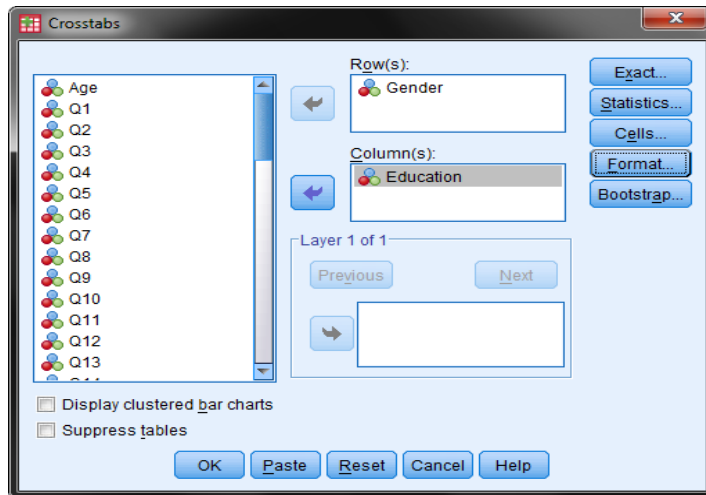 Crosstabs
Age
Q1
Q2
Q3
Q4
Q5
Q6
Q7
Q8
Q9
Q10
Q11
Q12
Q13
Row(s):
Gender
Column(s):
Education
Layer 1 of 1
Previous
Next
Exact...
Statistics...
Cells...
Format...
Bootstrap...
Display clustered bar charts
Suppress tables
OK
Paste
Reset
Cancel
Help